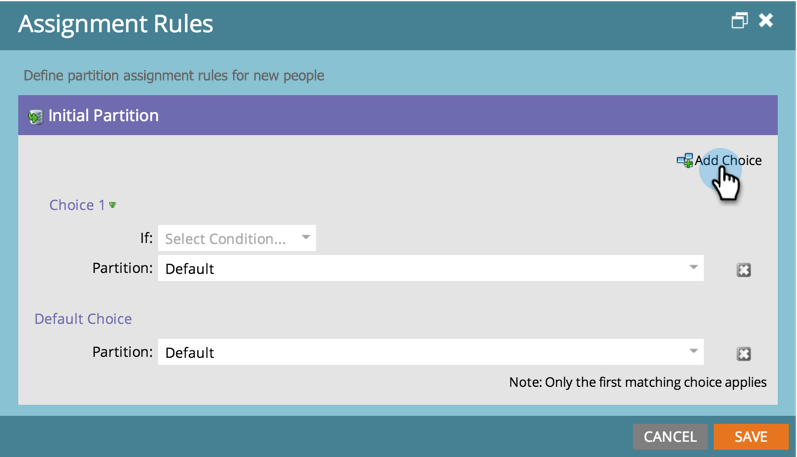 Assignment Rules
Define partition assignment rules for new people
Initial Partition
Add Choice
Choice 1
If: Select Condition...
Partition: Default
Default Choice
Partition: Default
Note: Only the first matching choice applies
CANCEL SAVE